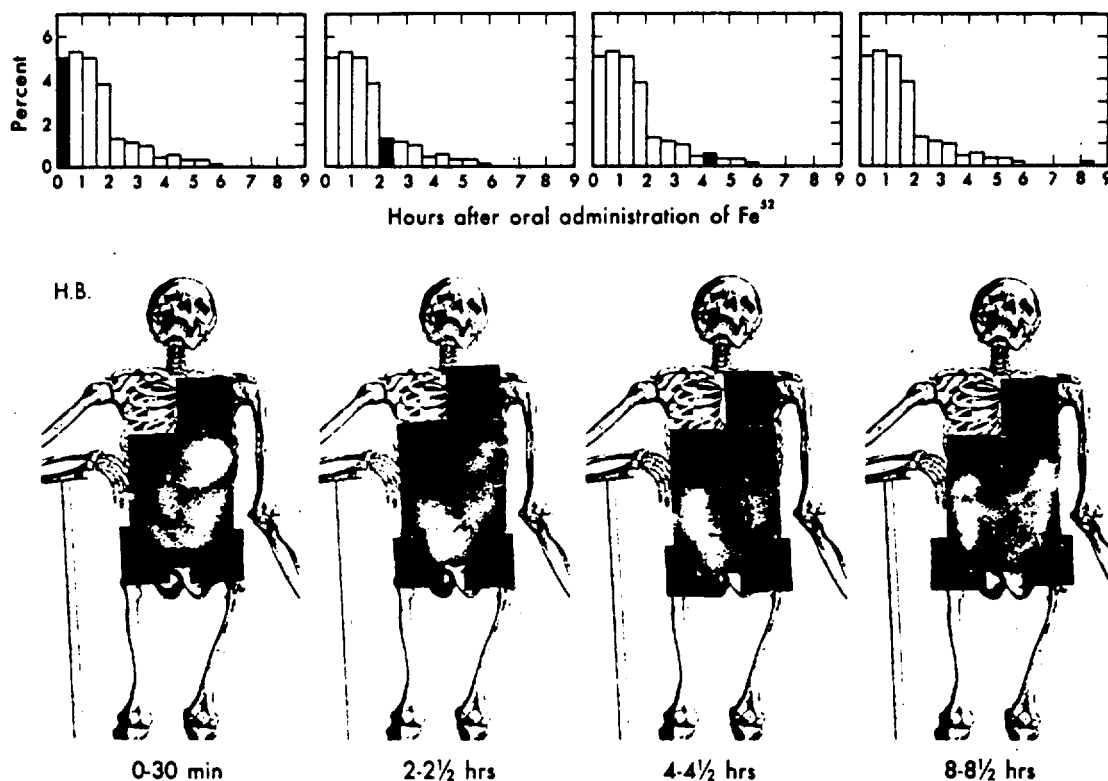 Percent
6
4
2
0
0 1 2 3 4 5 6 7 8 9
0 1 2 3 4 5 6 7 8 9
0 1 2 3 4 5 6 7 8 9
0 1 2 3 4 5 6 7 8 9
Hours after oral administration of Fe⁵²
H.B.
0-30 min
2-2½ hrs
4-4½ hrs
8-8½ hrs